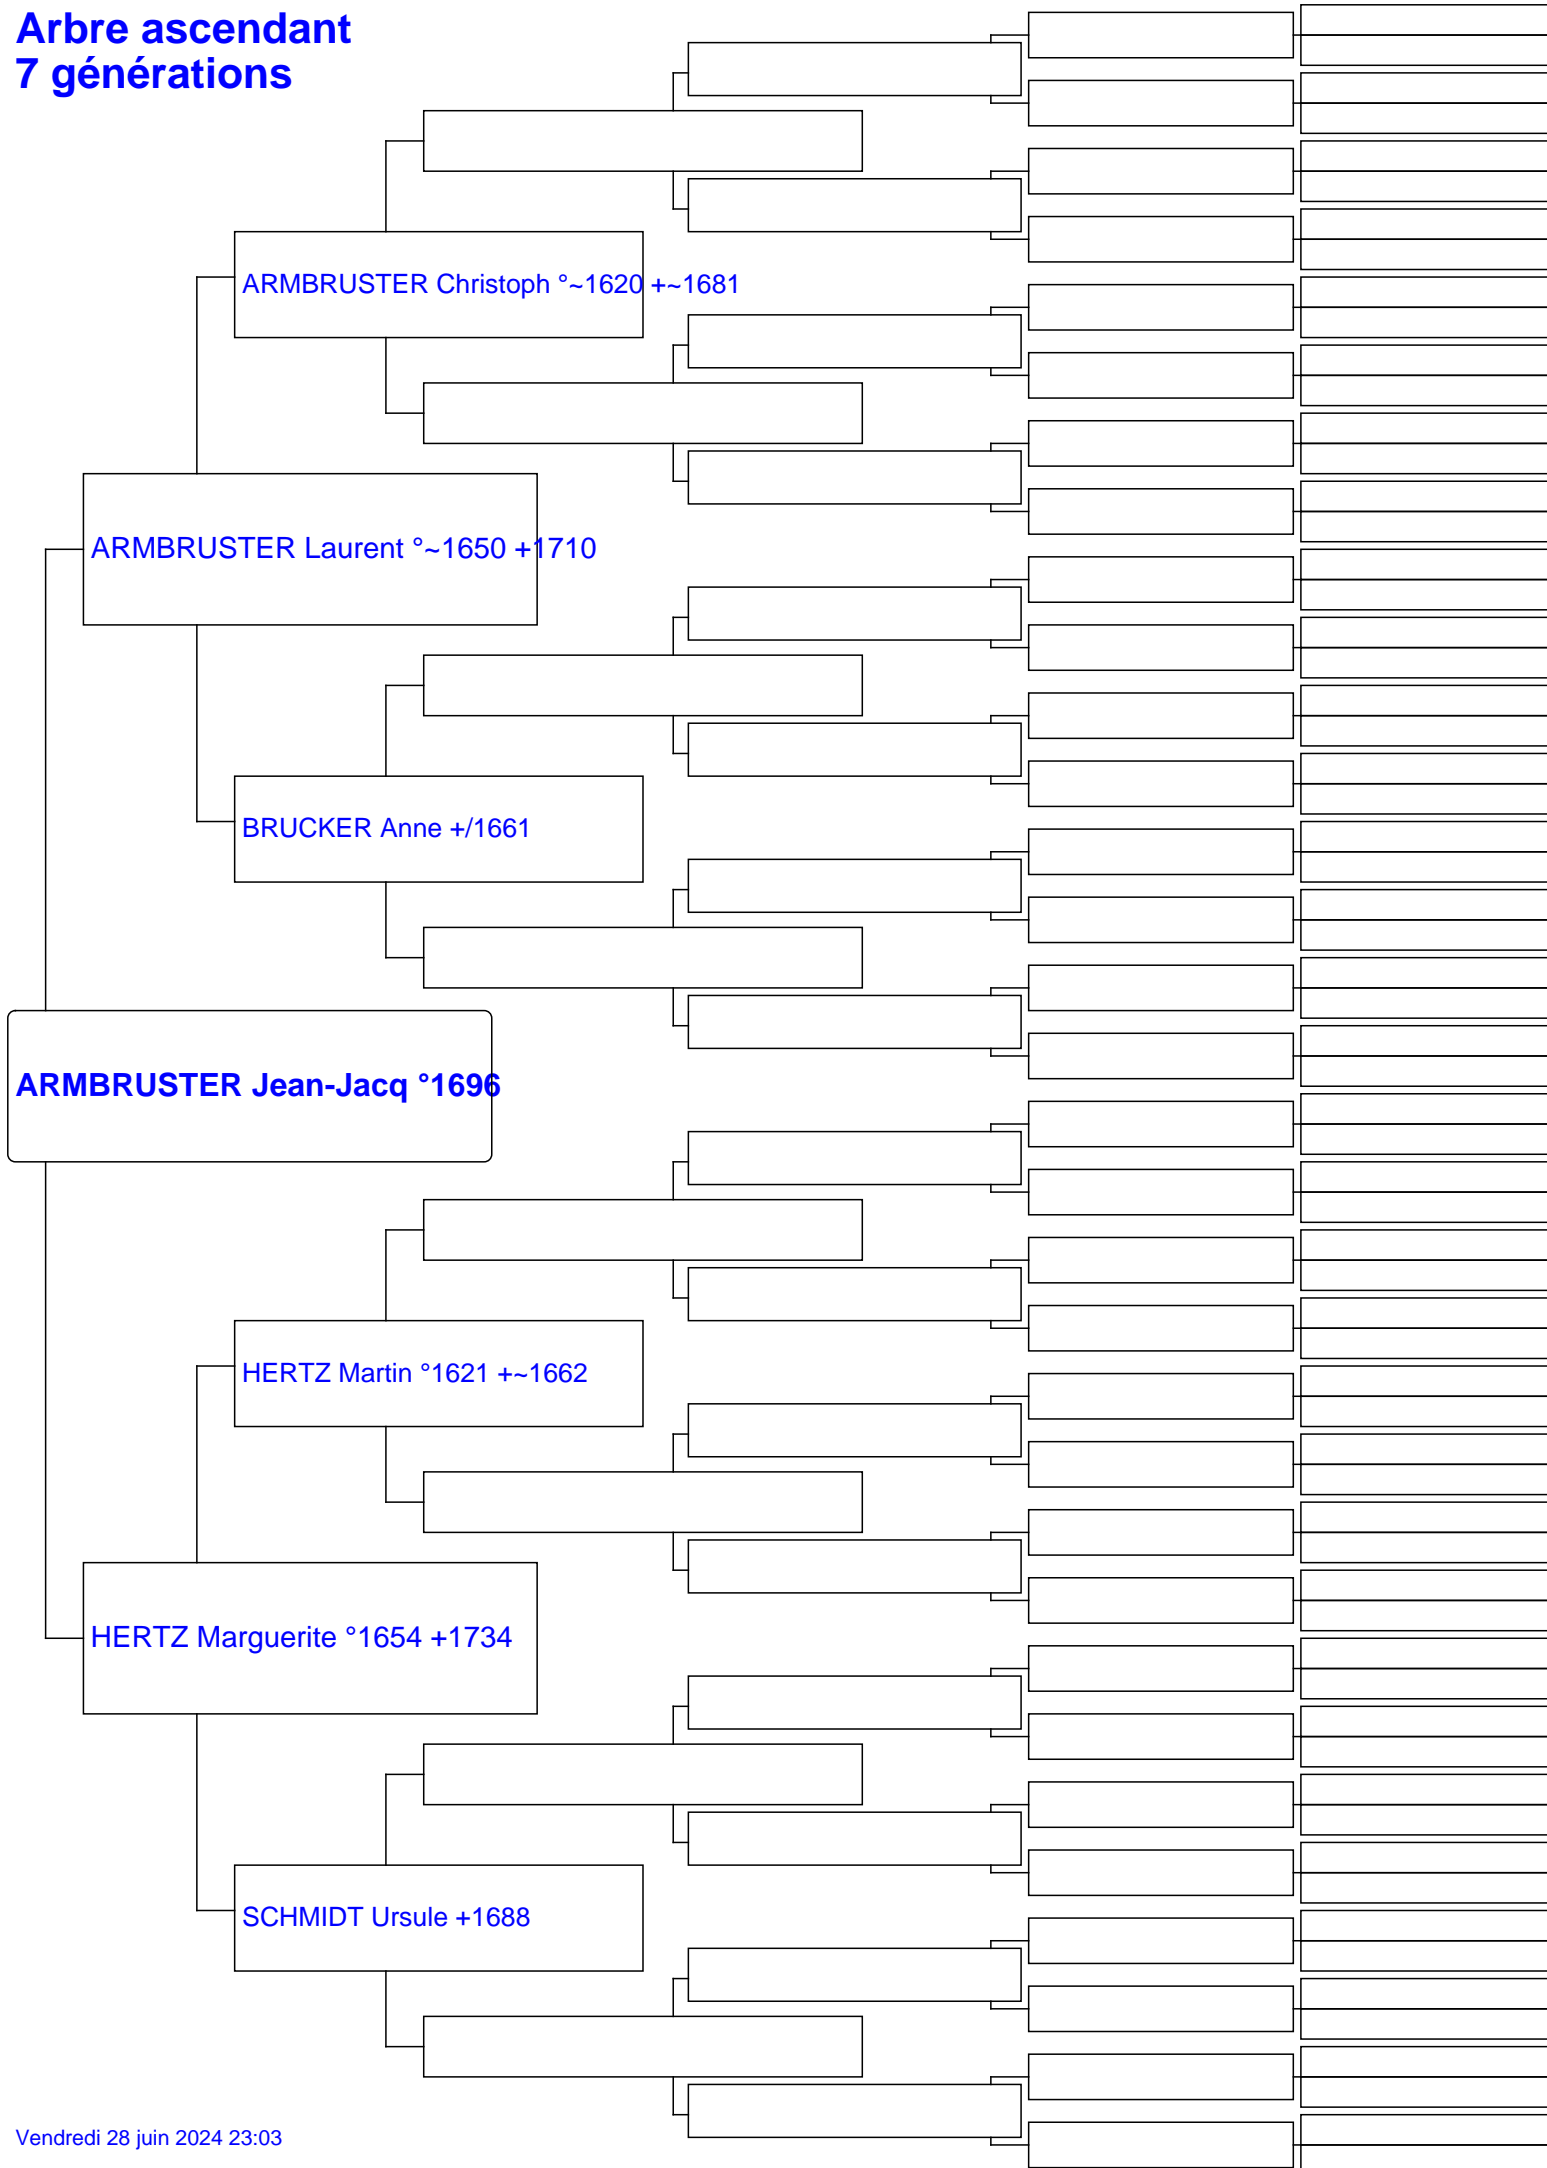 Arbre ascendant
7 générations
ARMBRUSTER Christoph °~1620 +~1681
ARMBRUSTER Laurent °~1650 +1710
BRUCKER Anne +/1661
ARMBRUSTER Jean-Jacq °1696
HERTZ Martin °1621 +~1662
HERTZ Marguerite °1654 +1734
SCHMIDT Ursule +1688
Vendredi 28 juin 2024 23:03